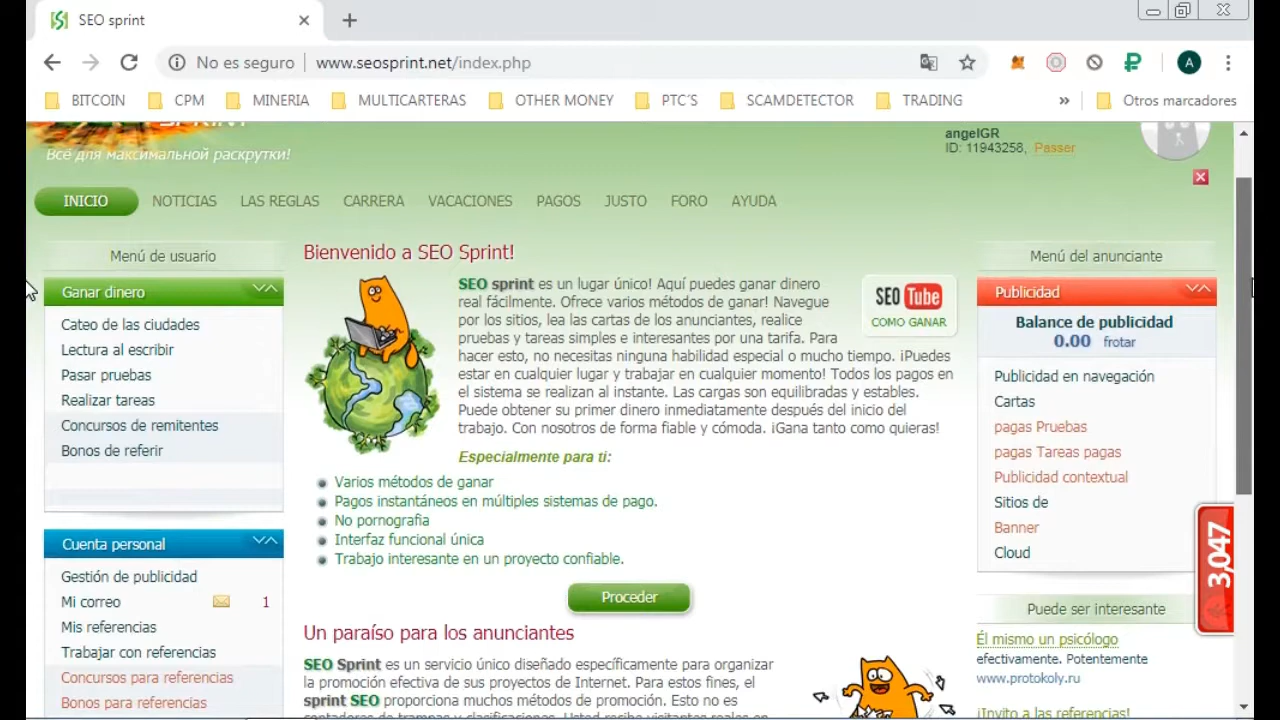 SEO sprint
No es seguro
www.seosprint.net/index.php
A
BITCOIN
CPM
MINERIA
MULTICARTERAS
OTHER MONEY
PTC´S
SCAMDETECTOR
TRADING
»
Otros marcadores
Всё для максимальной раскрутки!
angelGR
ID: 11943258, Passer
INICIO
NOTICIAS
LAS REGLAS
CARRERA
VACACIONES
PAGOS
JUSTO
FORO
AYUDA
Menú de usuario
Ganar dinero
Cateo de las ciudades
Lectura al escribir
Pasar pruebas
Realizar tareas
Concursos de remitentes
Bonos de referir
Cuenta personal
Gestión de publicidad
Mi correo 1
Mis referencias
Trabajar con referencias
Concursos para referencias
Bonos para referencias
Bienvenido a SEO Sprint!
SEO sprint es un lugar único! Aquí puedes ganar dinero
real fácilmente. Ofrece varios métodos de ganar! Navegue
por los sitios, lea las cartas de los anunciantes, realice
pruebas y tareas simples e interesantes por una tarifa. Para
hacer esto, no necesitas ninguna habilidad especial o mucho tiempo. ¡Puedes
estar en cualquier lugar y trabajar en cualquier momento! Todos los pagos en
el sistema se realizan al instante. Las cargas son equilibradas y estables.
Puede obtener su primer dinero inmediatamente después del inicio del
trabajo. Con nosotros de forma fiable y cómoda. ¡Gana tanto como quieras!
SEO Tube
COMO GANAR
Especialmente para ti:
Varios métodos de ganar
Pagos instantáneos en múltiples sistemas de pago.
No pornografia
Interfaz funcional única
Trabajo interesante en un proyecto confiable.
Proceder
Un paraíso para los anunciantes
SEO Sprint es un servicio único diseñado específicamente para organizar
la promoción efectiva de sus proyectos de Internet. Para estos fines, el
sprint SEO proporciona muchos métodos de promoción. Esto no es
Menú del anunciante
Publicidad
Balance de publicidad
0.00 frotar
Publicidad en navegación
Cartas
pagas Pruebas
pagas Tareas pagas
Publicidad contextual
Sitios de
Banner
Cloud
3,047
Puede ser interesante
Él mismo un psicólogo
efectivamente. Potentemente
www.protokoly.ru
¡Invito a las referencias!